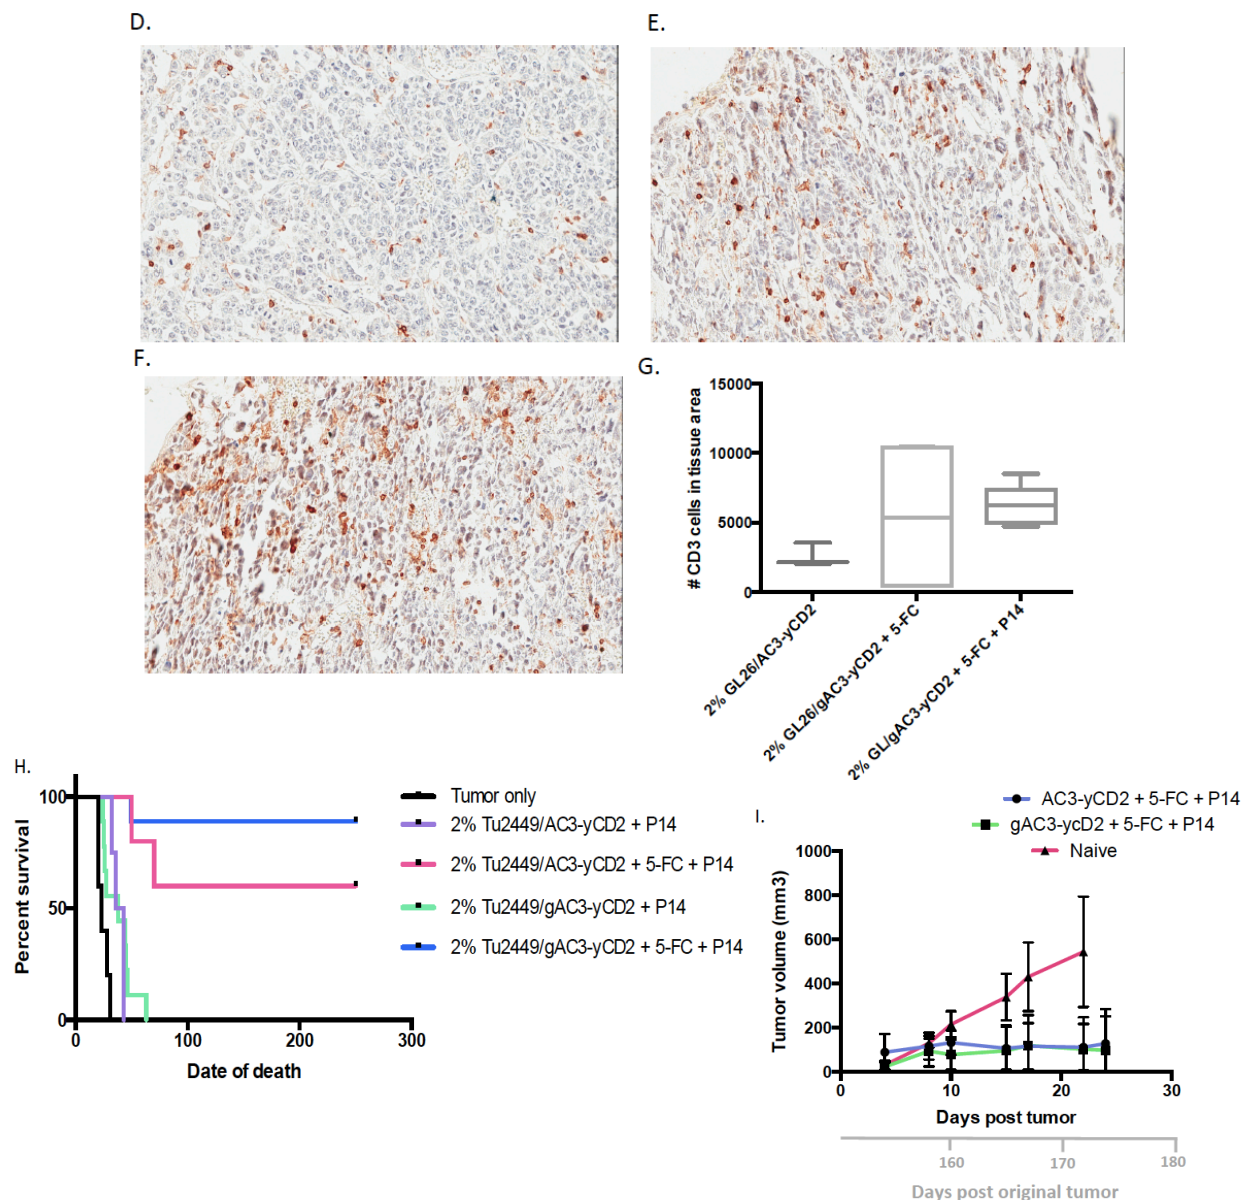 D.
E.
F.
G.
15000
10000
5000
0
# CD3 cells in tissue area
2% GL26/AC3-yCD2
2% GL26/gAC3-yCD2 + 5-FC
2% GL/gAC3-yCD2 + 5-FC + P14
H.
100
50
0
Percent survival
0 100 200 300
Date of death
Tumor only
2% Tu2449/AC3-yCD2 + P14
2% Tu2449/AC3-yCD2 + 5-FC + P14
2% Tu2449/gAC3-yCD2 + P14
2% Tu2449/gAC3-yCD2 + 5-FC + P14
I.
AC3-yCD2 + 5-FC + P14
gAC3-ycD2 + 5-FC + P14
Naive
1000
800
600
400
200
0
Tumor volume (mm3)
0 10 20 30
Days post tumor
160 170 180
Days post original tumor